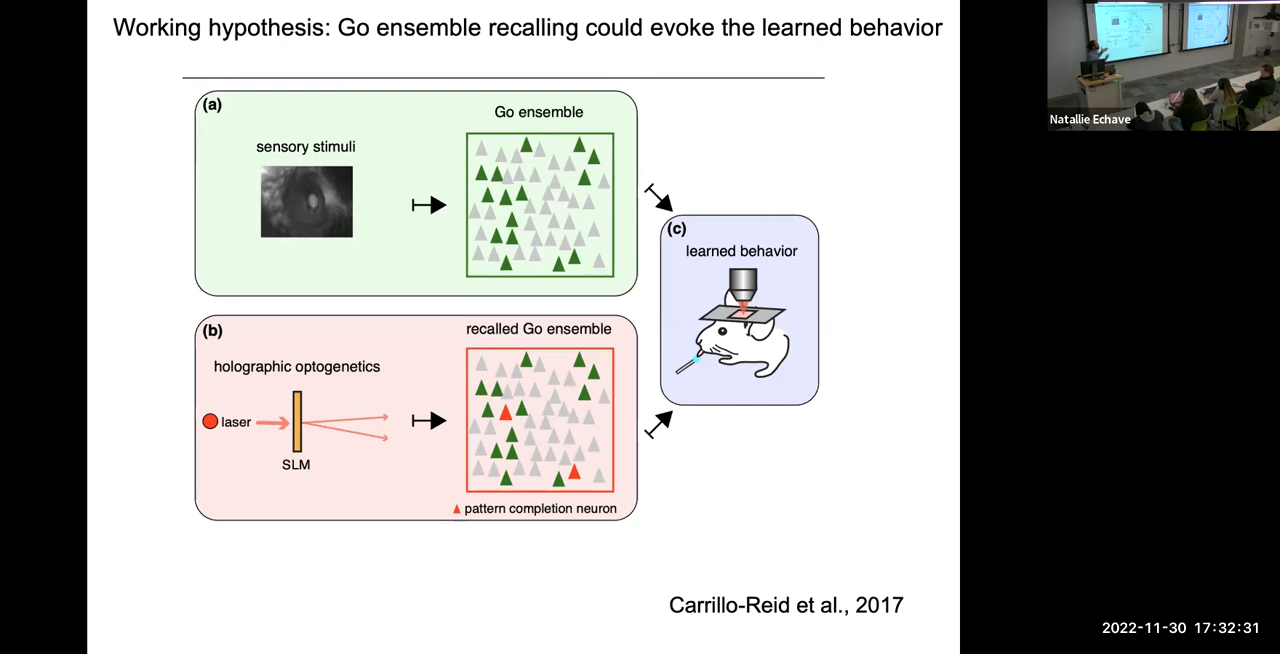 Working hypothesis: Go ensemble recalling could evoke the learned behavior
(a)
Go ensemble
sensory stimuli
(b)
recalled Go ensemble
holographic optogenetics
laser
SLM
pattern completion neuron
(c)
learned behavior
Carrillo-Reid et al., 2017
Natallie Echave
2022-11-30 17:32:31